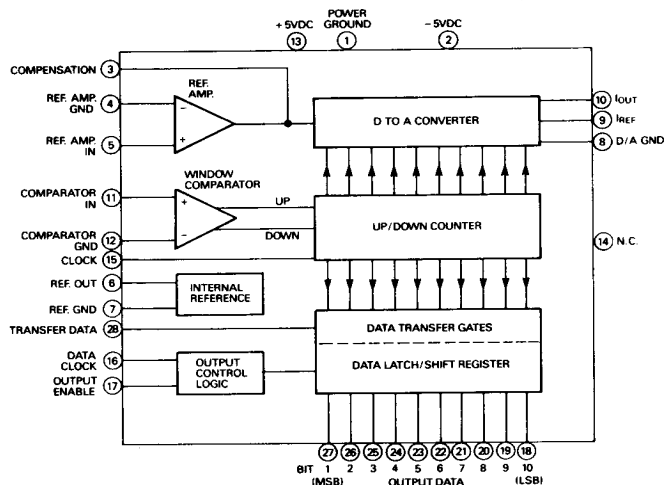 POWER
+5VDC GROUND -5VDC
13 1 2
COMPENSATION 3
REF.
AMP.
REF. AMP. 4
GND
-
REF. AMP. 5
IN
+
D TO A CONVERTER
10 IOUT
9 IREF
8 D/A GND
WINDOW
COMPARATOR
COMPARATOR 11
IN
+
UP
UP/DOWN COUNTER
COMPARATOR 12
GND
-
DOWN
14 N.C.
CLOCK 15
REF. OUT 6
INTERNAL
REFERENCE
REF. GND 7
TRANSFER DATA 28
DATA TRANSFER GATES
DATA 16
CLOCK
OUTPUT
CONTROL
LOGIC
DATA LATCH/SHIFT REGISTER
OUTPUT 17
ENABLE
27 26 25 24 23 22 21 20 19 18
BIT 1 2 3 4 5 6 7 8 9 10
(MSB) OUTPUT DATA (LSB)